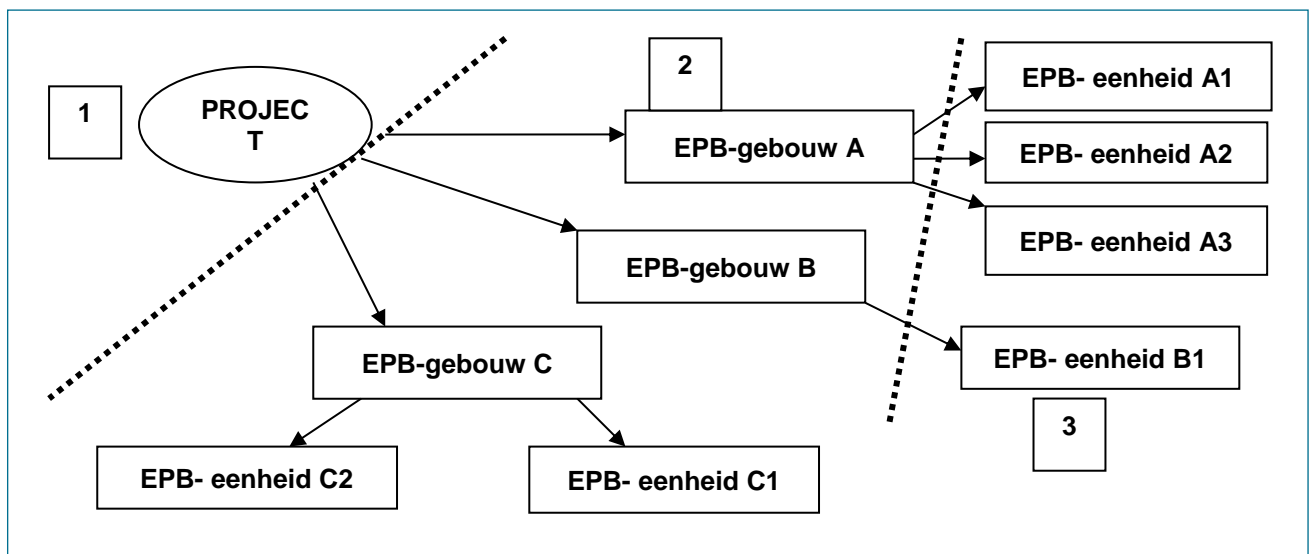 1
PROJEC
T
2
EPB-gebouw A
EPB- eenheid A1
EPB- eenheid A2
EPB- eenheid A3
EPB-gebouw B
EPB- eenheid B1
3
EPB-gebouw C
EPB- eenheid C2
EPB- eenheid C1